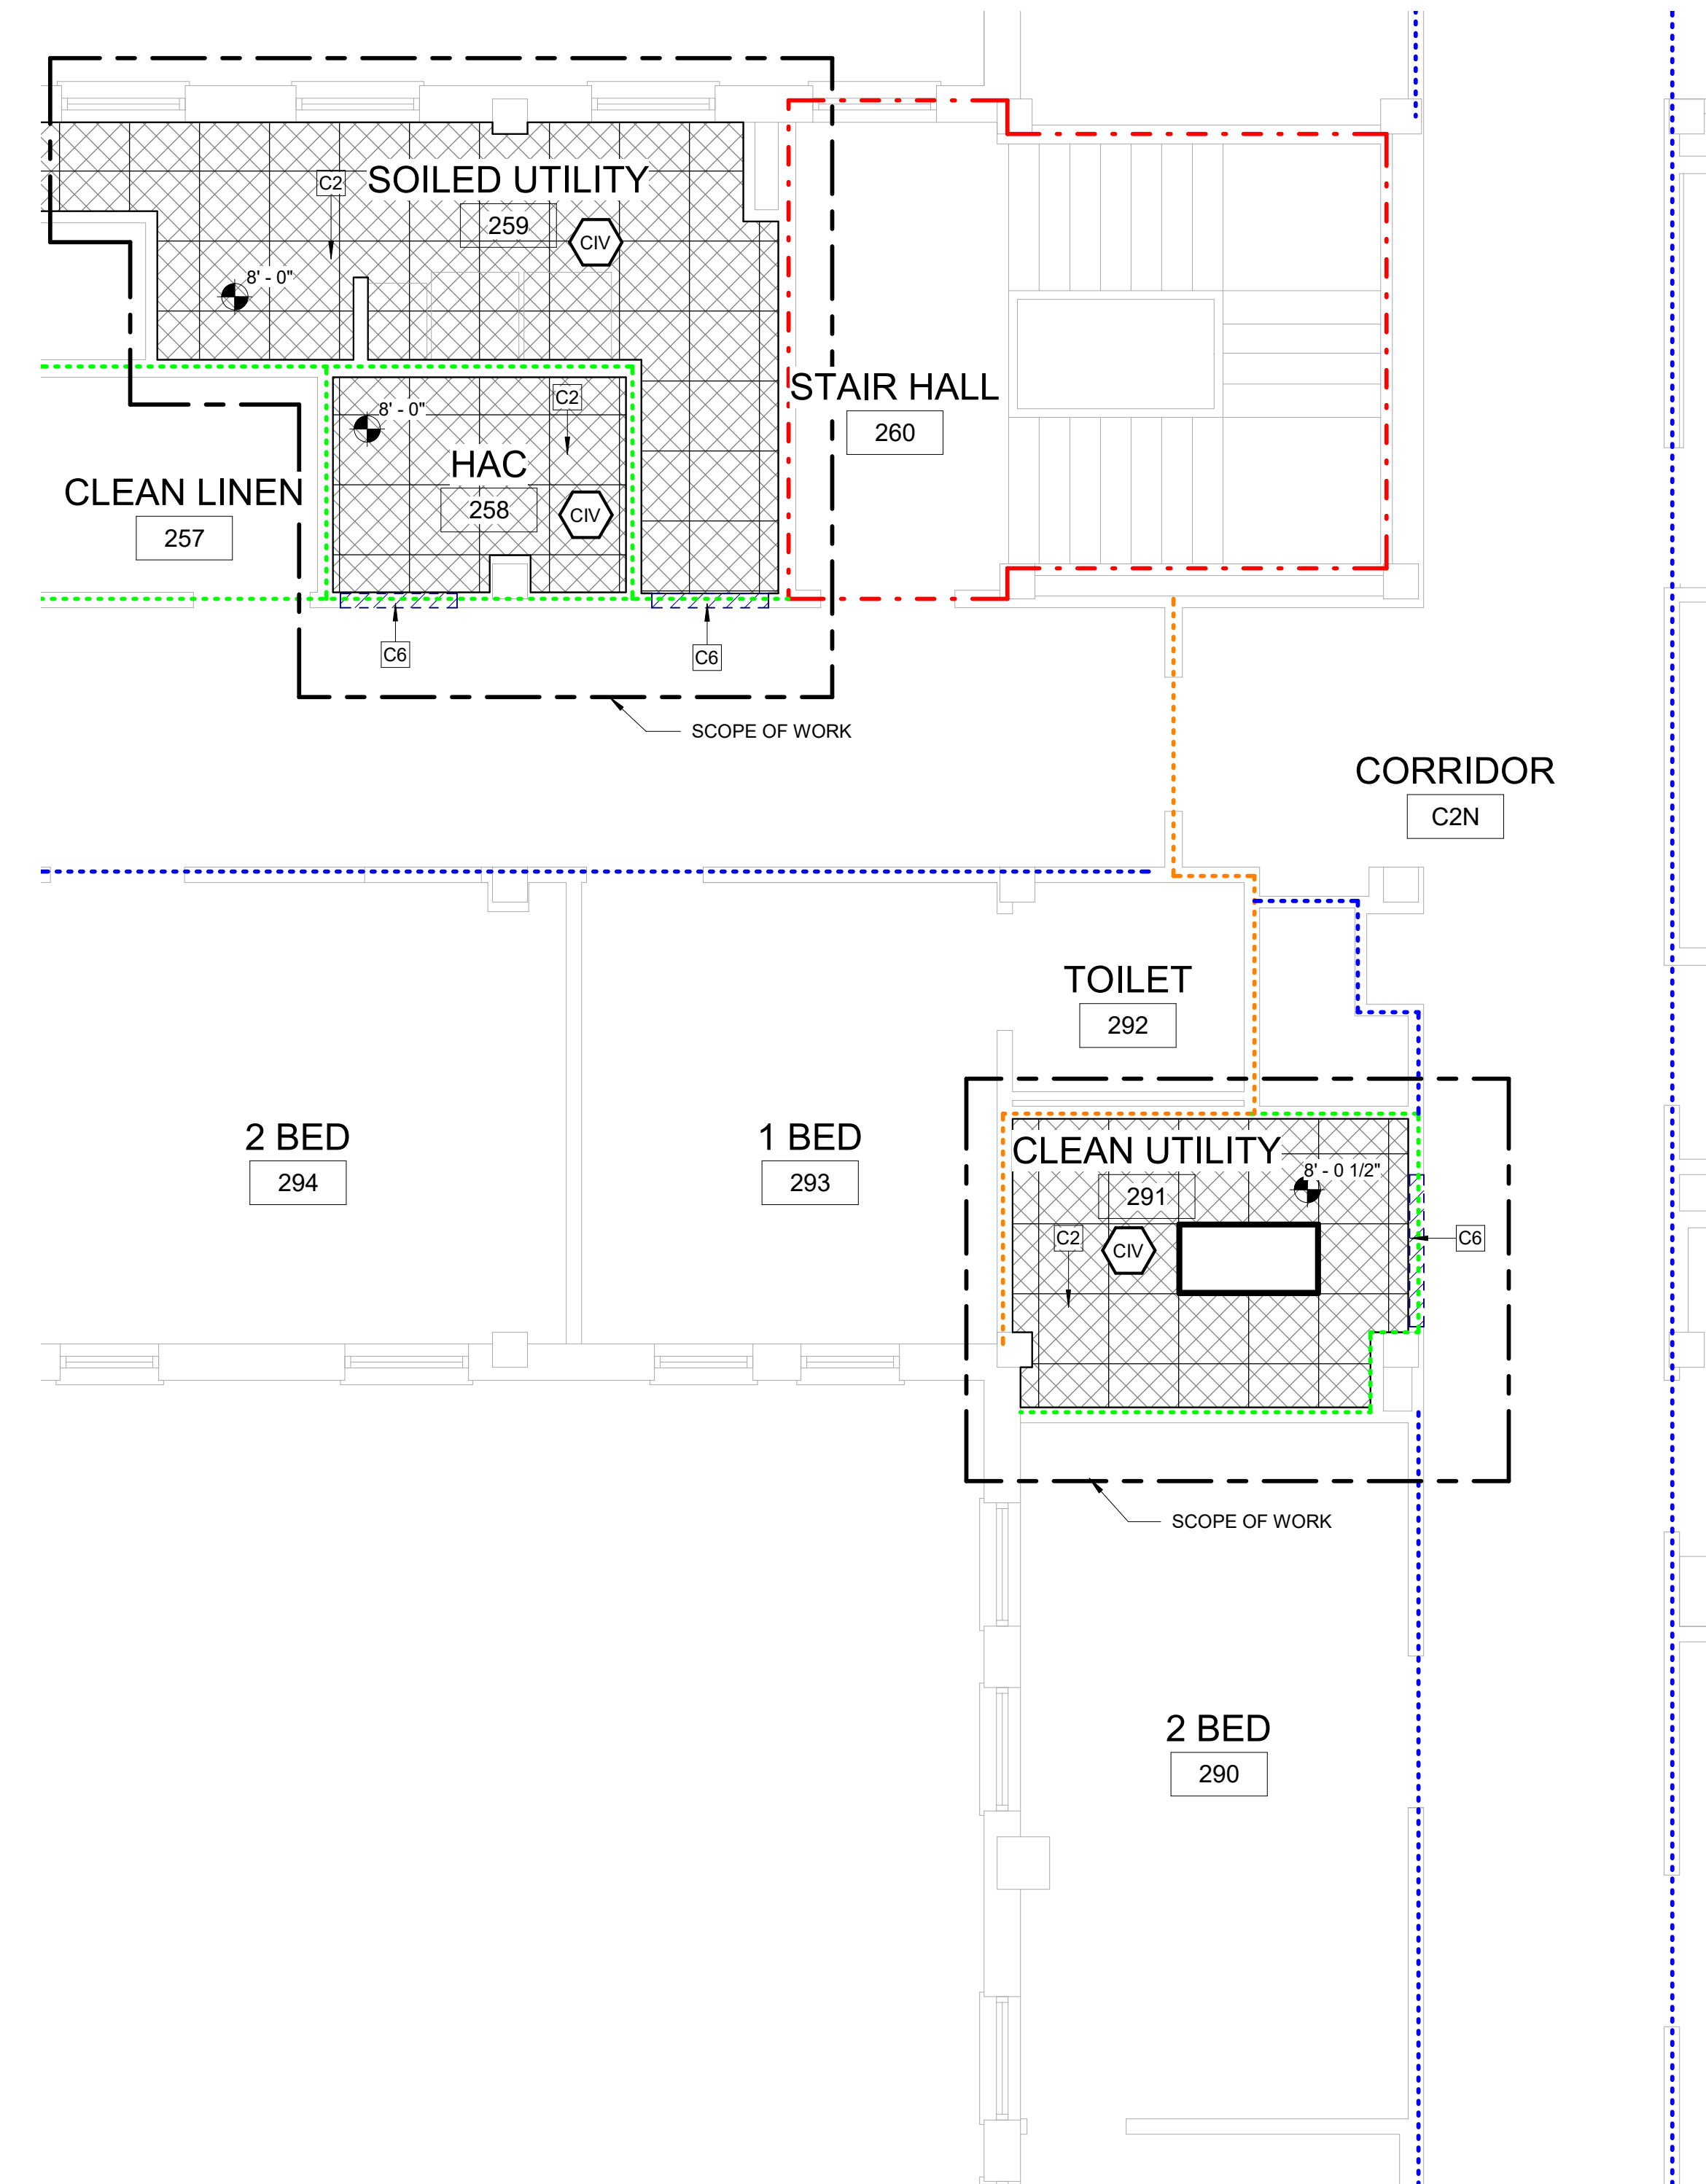 C2
SOILED UTILITY
259
CIV
8' - 0"
8' - 0"
C2
HAC
258
CIV
STAIR HALL
260
CLEAN LINEN
257
C6
C6
SCOPE OF WORK
CORRIDOR
C2N
TOILET
292
2 BED
294
1 BED
293
CLEAN UTILITY
8' - 0 1/2"
291
C2
CIV
C6
SCOPE OF WORK
2 BED
290